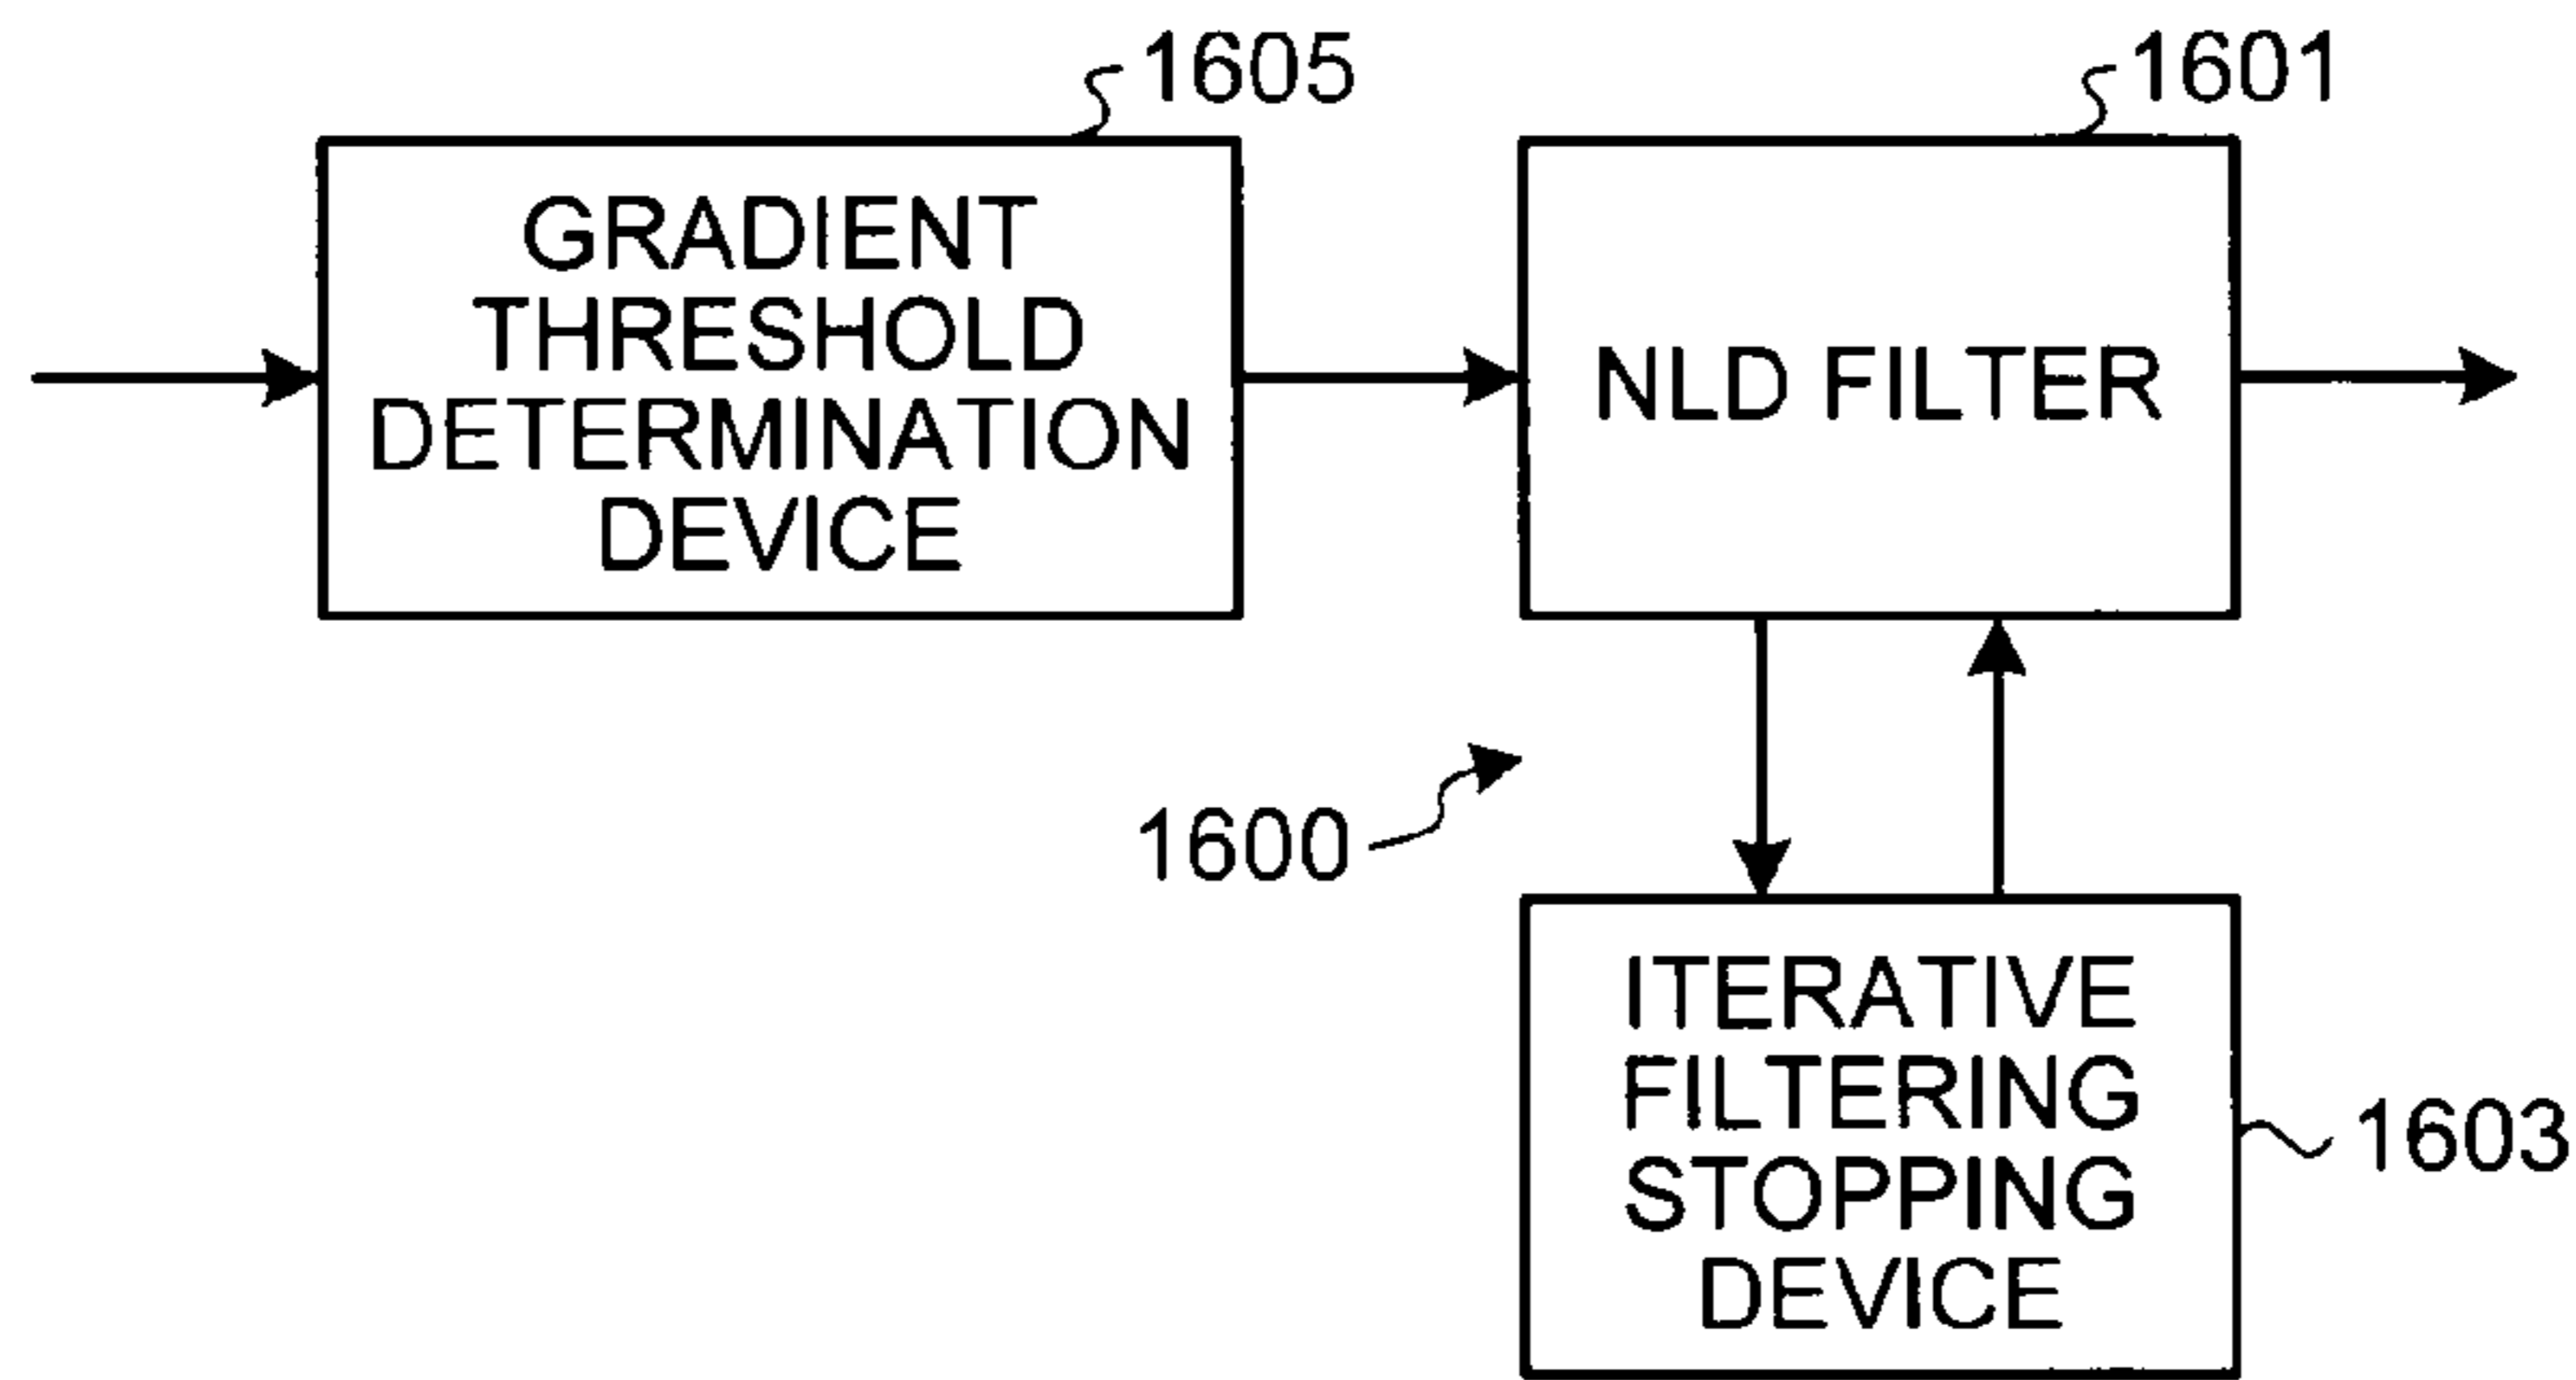 1605
1601
GRADIENT
THRESHOLD
DETERMINATION
DEVICE
NLD FILTER
1600
ITERATIVE
FILTERING
STOPPING
DEVICE
1603